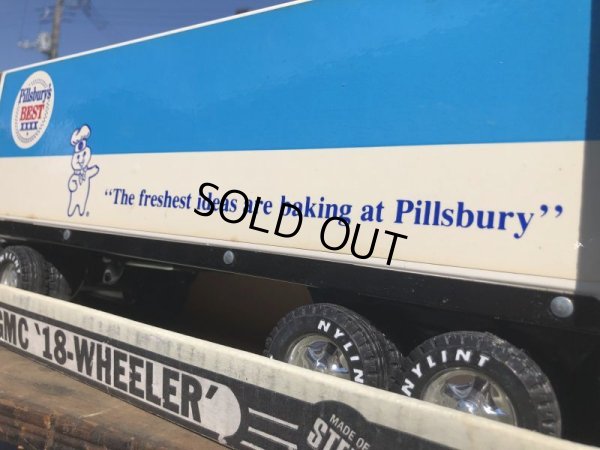 Pillsbury's
BEST
XXXX
"The freshest ideas are baking at Pillsbury"
SOLD OUT
NYLINT
NYLINT
GMC '18-WHEELER'
MADE OF
STE